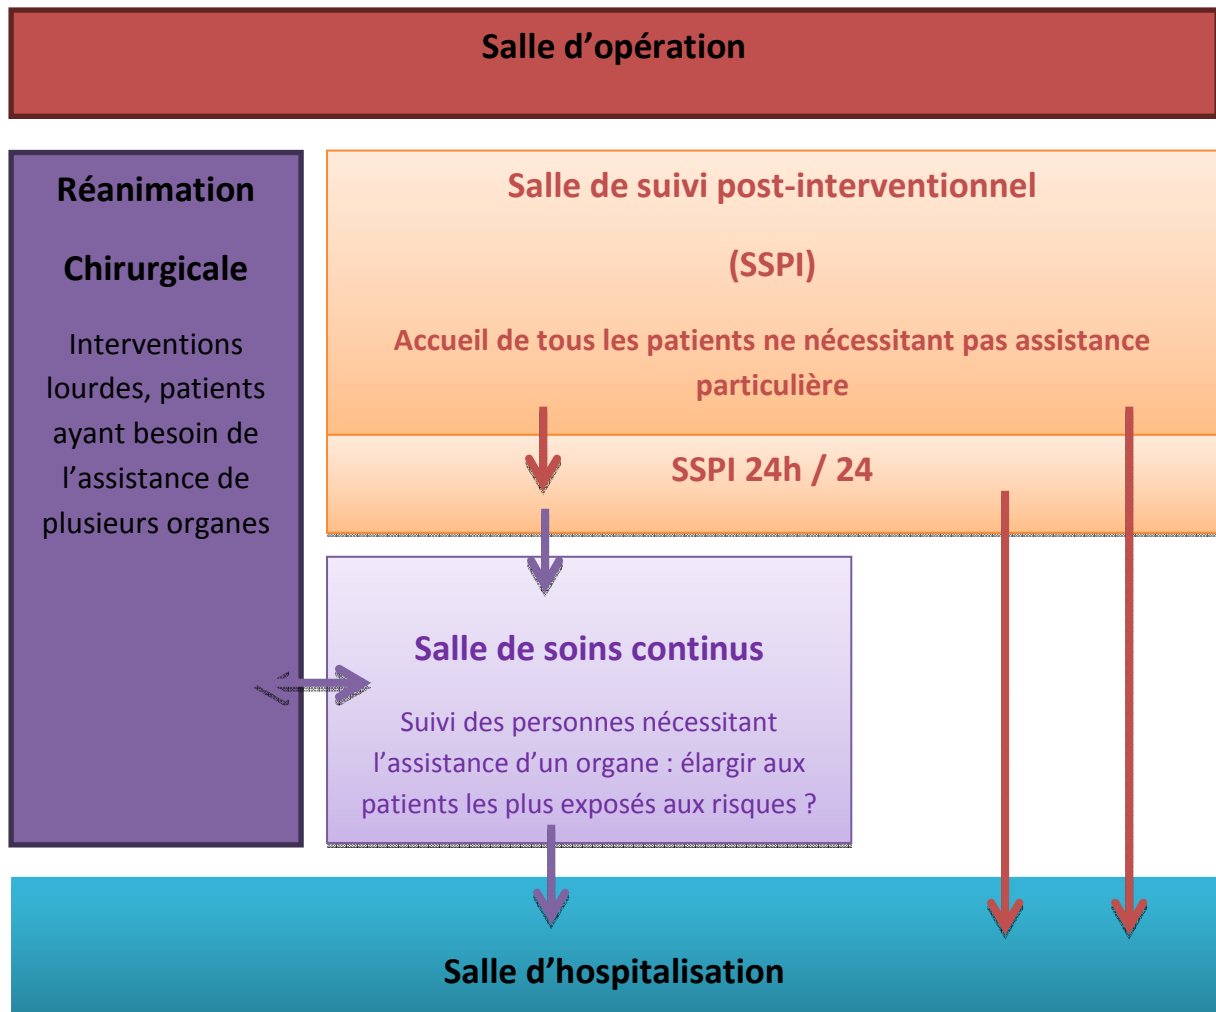 Salle d’opération
Réanimation
Chirurgicale
Interventions
lourdes, patients
ayant besoin de
l’assistance de
plusieurs organes
Salle de suivi post-interventionnel
(SSPI)
Accueil de tous les patients ne nécessitant pas assistance
particulière
SSPI 24h / 24
Salle de soins continus
Suivi des personnes nécessitant
l’assistance d’un organe : élargir aux
patients les plus exposés aux risques ?
Salle d’hospitalisation